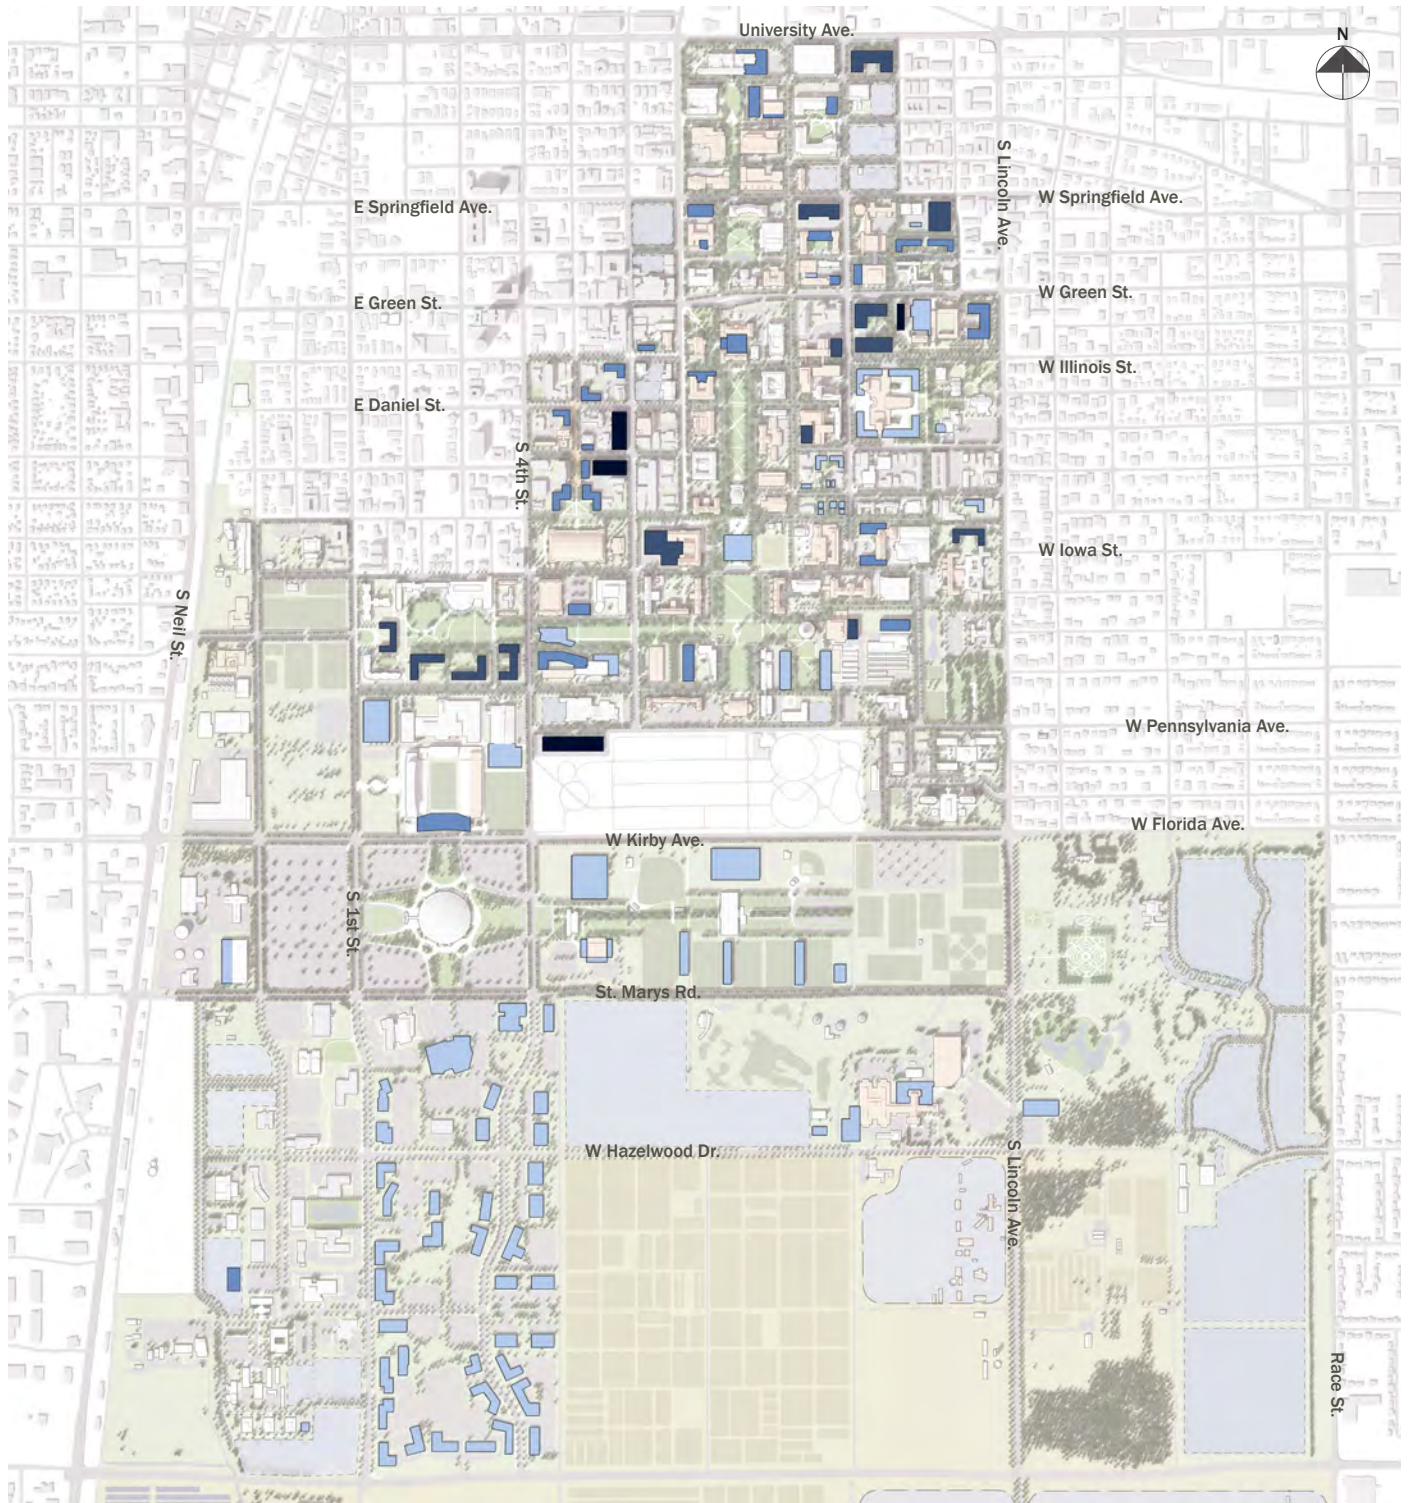 University Ave.
N
S Lincoln Ave.
W Springfield Ave.
E Springfield Ave.
W Green St.
E Green St.
W Illinois St.
E Daniel St.
S 4th St.
W Iowa St.
S Neil St.
W Pennsylvania Ave.
W Florida Ave.
W Kirby Ave.
S 1st St.
St. Marys Rd.
W Hazelwood Dr.
S Lincoln Ave.
Race St.